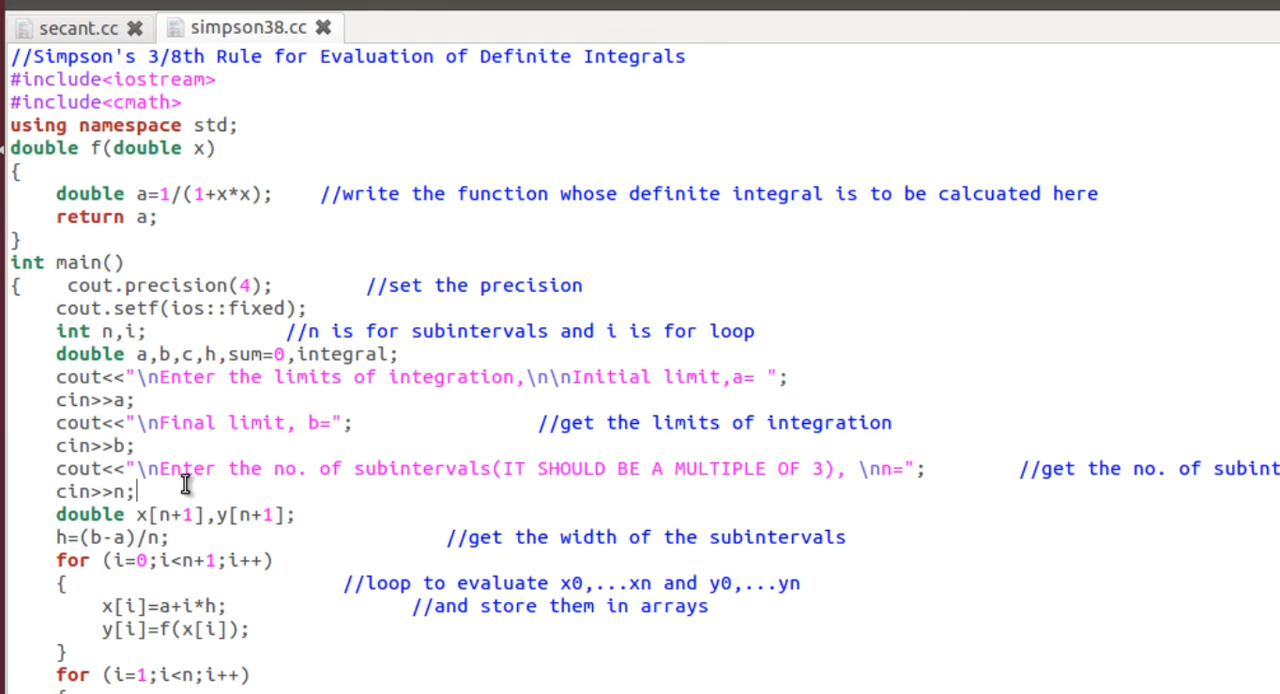 secant.cc simpson38.cc
//Simpson's 3/8th Rule for Evaluation of Definite Integrals
#include<iostream>
#include<cmath>
using namespace std;
double f(double x)
{
    double a=1/(1+x*x);    //write the function whose definite integral is to be calcuated here
    return a;
}
int main()
{    cout.precision(4);        //set the precision
    cout.setf(ios::fixed);
    int n,i;            //n is for subintervals and i is for loop
    double a,b,c,h,sum=0,integral;
    cout<<"\nEnter the limits of integration,\n\nInitial limit,a= ";
    cin>>a;
    cout<<"\nFinal limit, b=";                //get the limits of integration
    cin>>b;
    cout<<"\nEnter the no. of subintervals(IT SHOULD BE A MULTIPLE OF 3), \nn=";        //get the no. of subint
    cin>>n;
    double x[n+1],y[n+1];
    h=(b-a)/n;                        //get the width of the subintervals
    for (i=0;i<n+1;i++)
    {                        //loop to evaluate x0,...xn and y0,...yn
        x[i]=a+i*h;                //and store them in arrays
        y[i]=f(x[i]);
    }
    for (i=1;i<n;i++)
    {